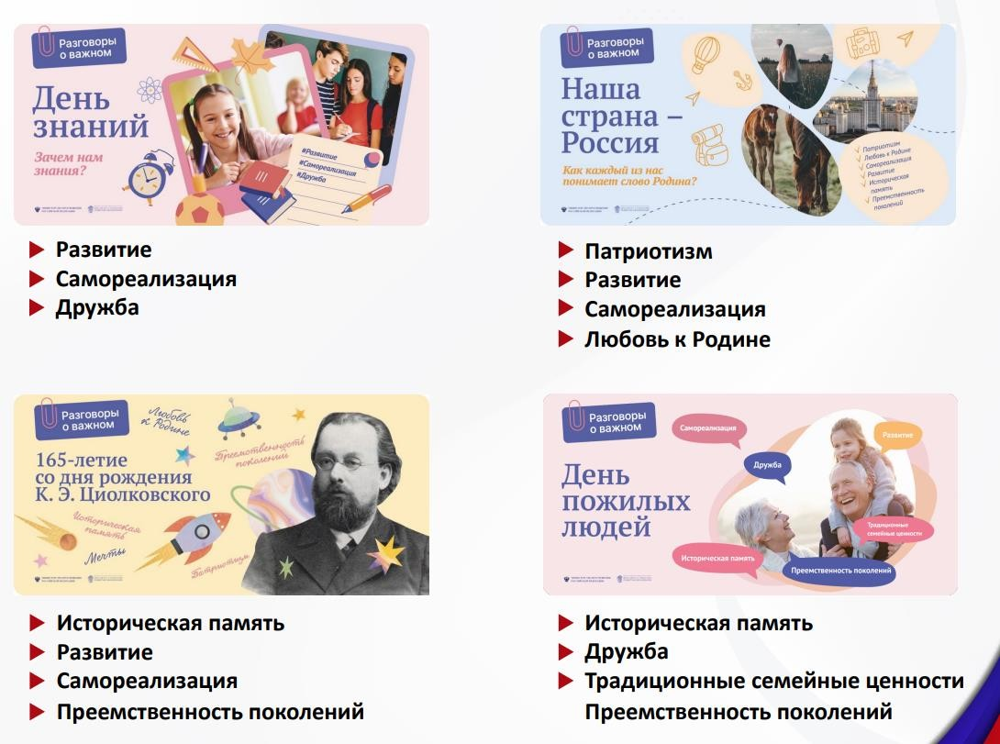 Разговоры
о важном
День
знаний
Зачем нам
знания?
#Развитие
#Самореализация
#Дружба
Развитие
Самореализация
Дружба
Разговоры
о важном
Наша
страна –
Россия
Как каждый из нас
понимает слово Родина?
Патриотизм
Любовь к Родине
Самореализация
Развитие
Историческая
память
Преемственность
поколений
Патриотизм
Развитие
Самореализация
Любовь к Родине
Разговоры
о важном
Любовь
к Родине
Преемственность
поколений
165-летие
со дня рождения
К. Э. Циолковского
Историческая
память
Мечты
Патриотизм
Историческая память
Развитие
Самореализация
Преемственность поколений
Разговоры
о важном
Самореализация
Развитие
Дружба
День
пожилых
людей
Традиционные
семейные ценности
Историческая память
Преемственность поколений
Историческая память
Дружба
Традиционные семейные ценности
Преемственность поколений